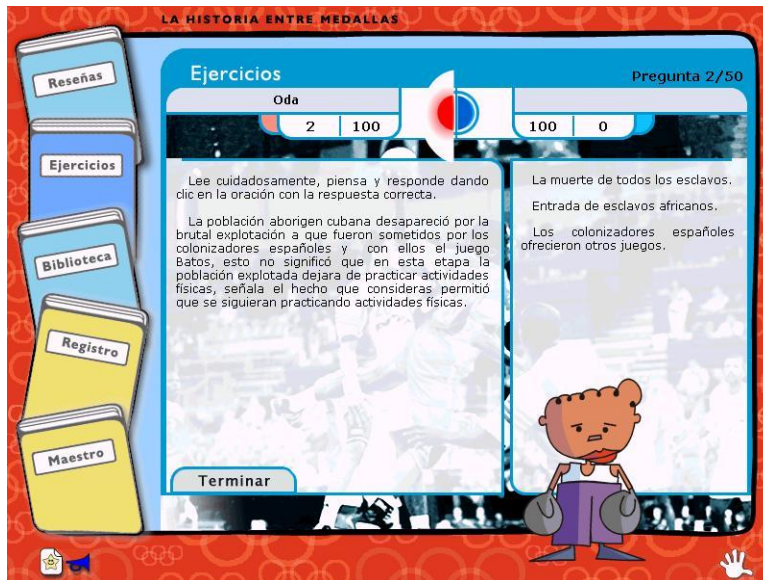 LA HISTORIA ENTRE MEDALLAS
Reseñas
Ejercicios
Biblioteca
Registro
Maestro
Ejercicios
Pregunta 2/50
Oda
2 100
100 0
Lee cuidadosamente, piensa y responde dando
clic en la oración con la respuesta correcta.
La población aborigen cubana desapareció por la
brutal explotación a que fueron sometidos por los
colonizadores españoles y con ellos el juego
Batos, esto no significó que en esta etapa la
población explotada dejara de practicar actividades
físicas, señala el hecho que consideras permitió
que se siguieran practicando actividades físicas.
Terminar
La muerte de todos los esclavos.
Entrada de esclavos africanos.
Los colonizadores españoles
ofrecieron otros juegos.